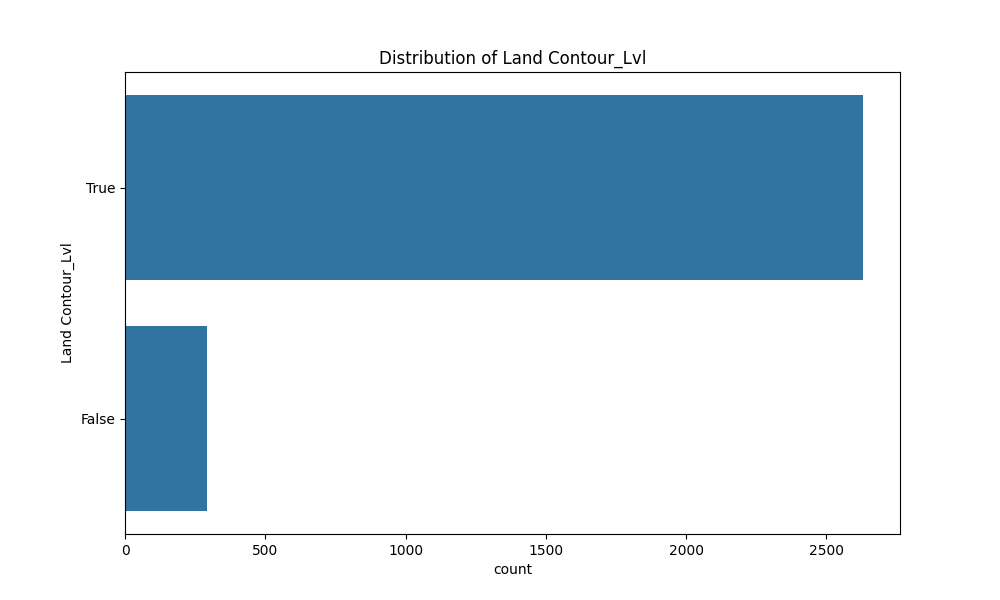 Distribution of Land Contour_Lvl
Land Contour_Lvl
True
False
0 500 1000 1500 2000 2500
count